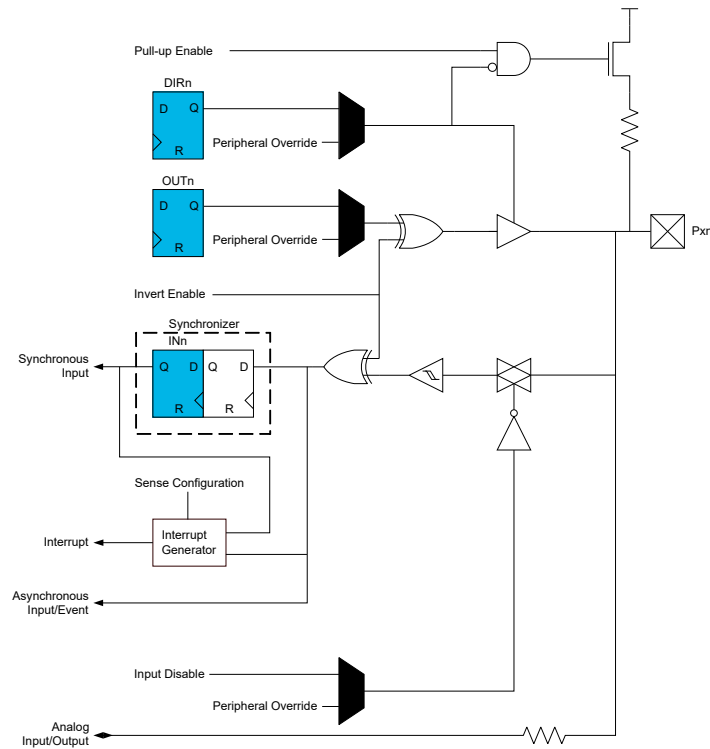 Pull-up Enable
DIRn
D Q
Peripheral Override
R
OUTn
D Q
Peripheral Override
R
Pxn
Invert Enable
Synchronizer
INn
Synchronous
Input
Q D Q D
R R
Sense Configuration
Interrupt
Interrupt
Generator
Asynchronous
Input/Event
Input Disable
Peripheral Override
Analog
Input/Output